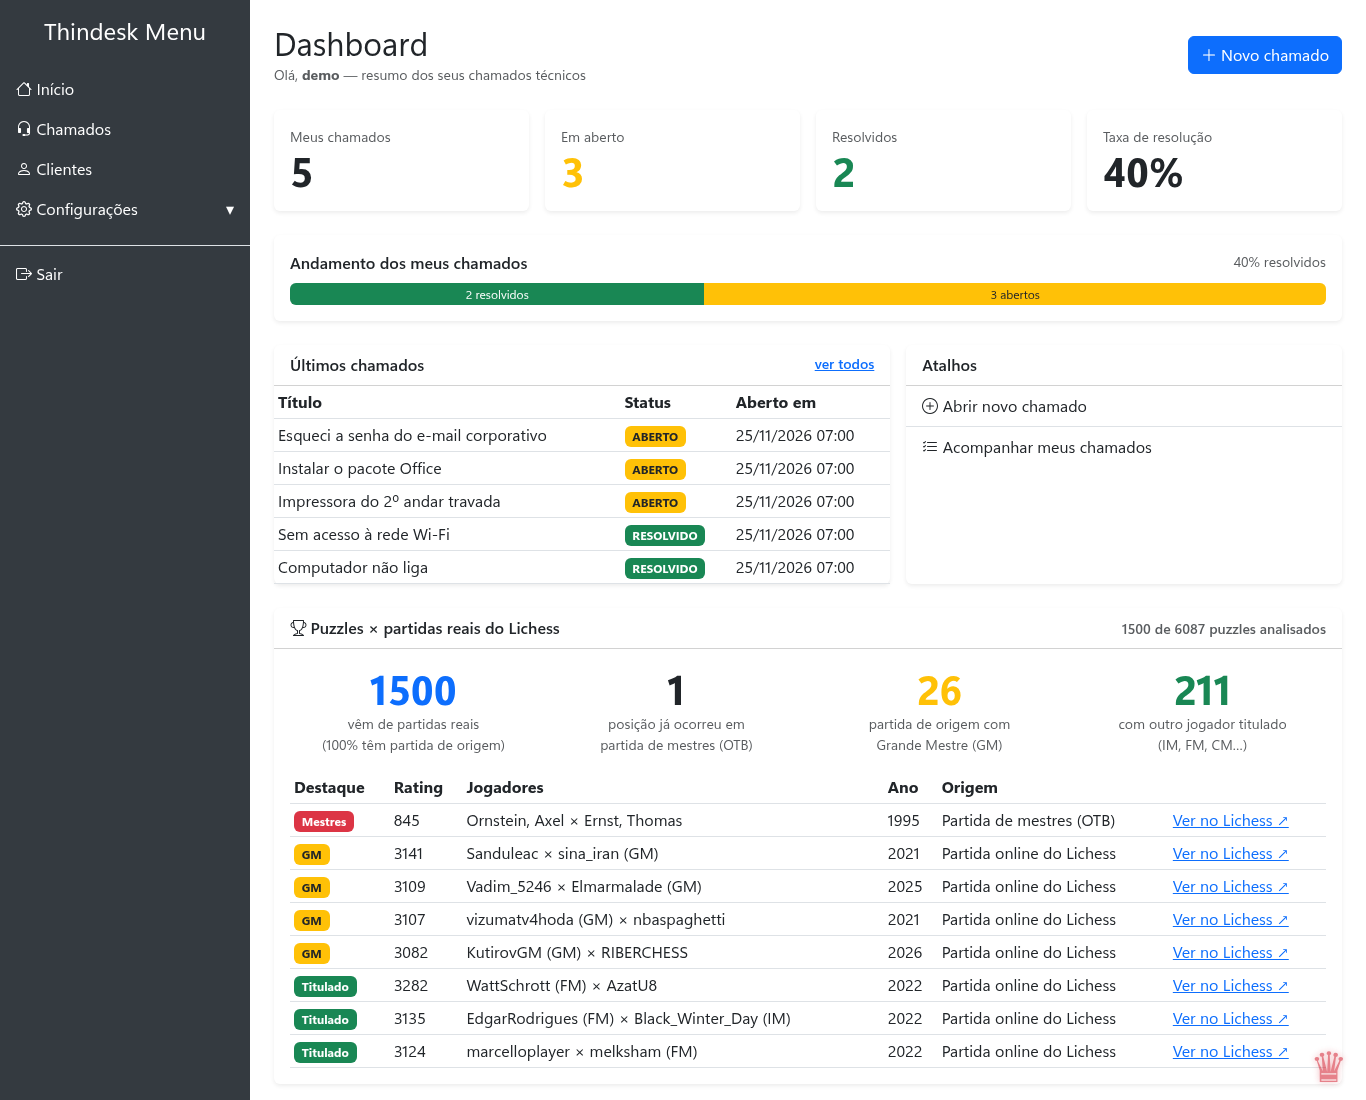 Thindesk Menu
Início
Chamados
Clientes
Configurações ▾
Sair
Dashboard
Olá, demo — resumo dos seus chamados técnicos
+ Novo chamado
Meus chamados
5
Em aberto
3
Resolvidos
2
Taxa de resolução
40%
Andamento dos meus chamados
40% resolvidos
2 resolvidos
3 abertos
Últimos chamados
ver todos
Título Status Aberto em
Esqueci a senha do e-mail corporativo ABERTO 25/11/2026 07:00
Instalar o pacote Office ABERTO 25/11/2026 07:00
Impressora do 2º andar travada ABERTO 25/11/2026 07:00
Sem acesso à rede Wi-Fi RESOLVIDO 25/11/2026 07:00
Computador não liga RESOLVIDO 25/11/2026 07:00
Atalhos
Abrir novo chamado
Acompanhar meus chamados
Puzzles × partidas reais do Lichess
1500 de 6087 puzzles analisados
1500
vêm de partidas reais
(100% têm partida de origem)
1
posição já ocorreu em
partida de mestres (OTB)
26
partida de origem com
Grande Mestre (GM)
211
com outro jogador titulado
(IM, FM, CM…)
Destaque Rating Jogadores Ano Origem
Mestres 845 Ornstein, Axel × Ernst, Thomas 1995 Partida de mestres (OTB) Ver no Lichess ↗
GM 3141 Sanduleac × sina_iran (GM) 2021 Partida online do Lichess Ver no Lichess ↗
GM 3109 Vadim_5246 × Elmarmalade (GM) 2025 Partida online do Lichess Ver no Lichess ↗
GM 3107 vizumatv4hoda (GM) × nbaspaghetti 2021 Partida online do Lichess Ver no Lichess ↗
GM 3082 KutirovGM (GM) × RIBERCHESS 2026 Partida online do Lichess Ver no Lichess ↗
Titulado 3282 WattSchrott (FM) × AzatU8 2022 Partida online do Lichess Ver no Lichess ↗
Titulado 3135 EdgarRodrigues (FM) × Black_Winter_Day (IM) 2022 Partida online do Lichess Ver no Lichess ↗
Titulado 3124 marcelloplayer × melksham (FM) 2022 Partida online do Lichess Ver no Lichess ↗